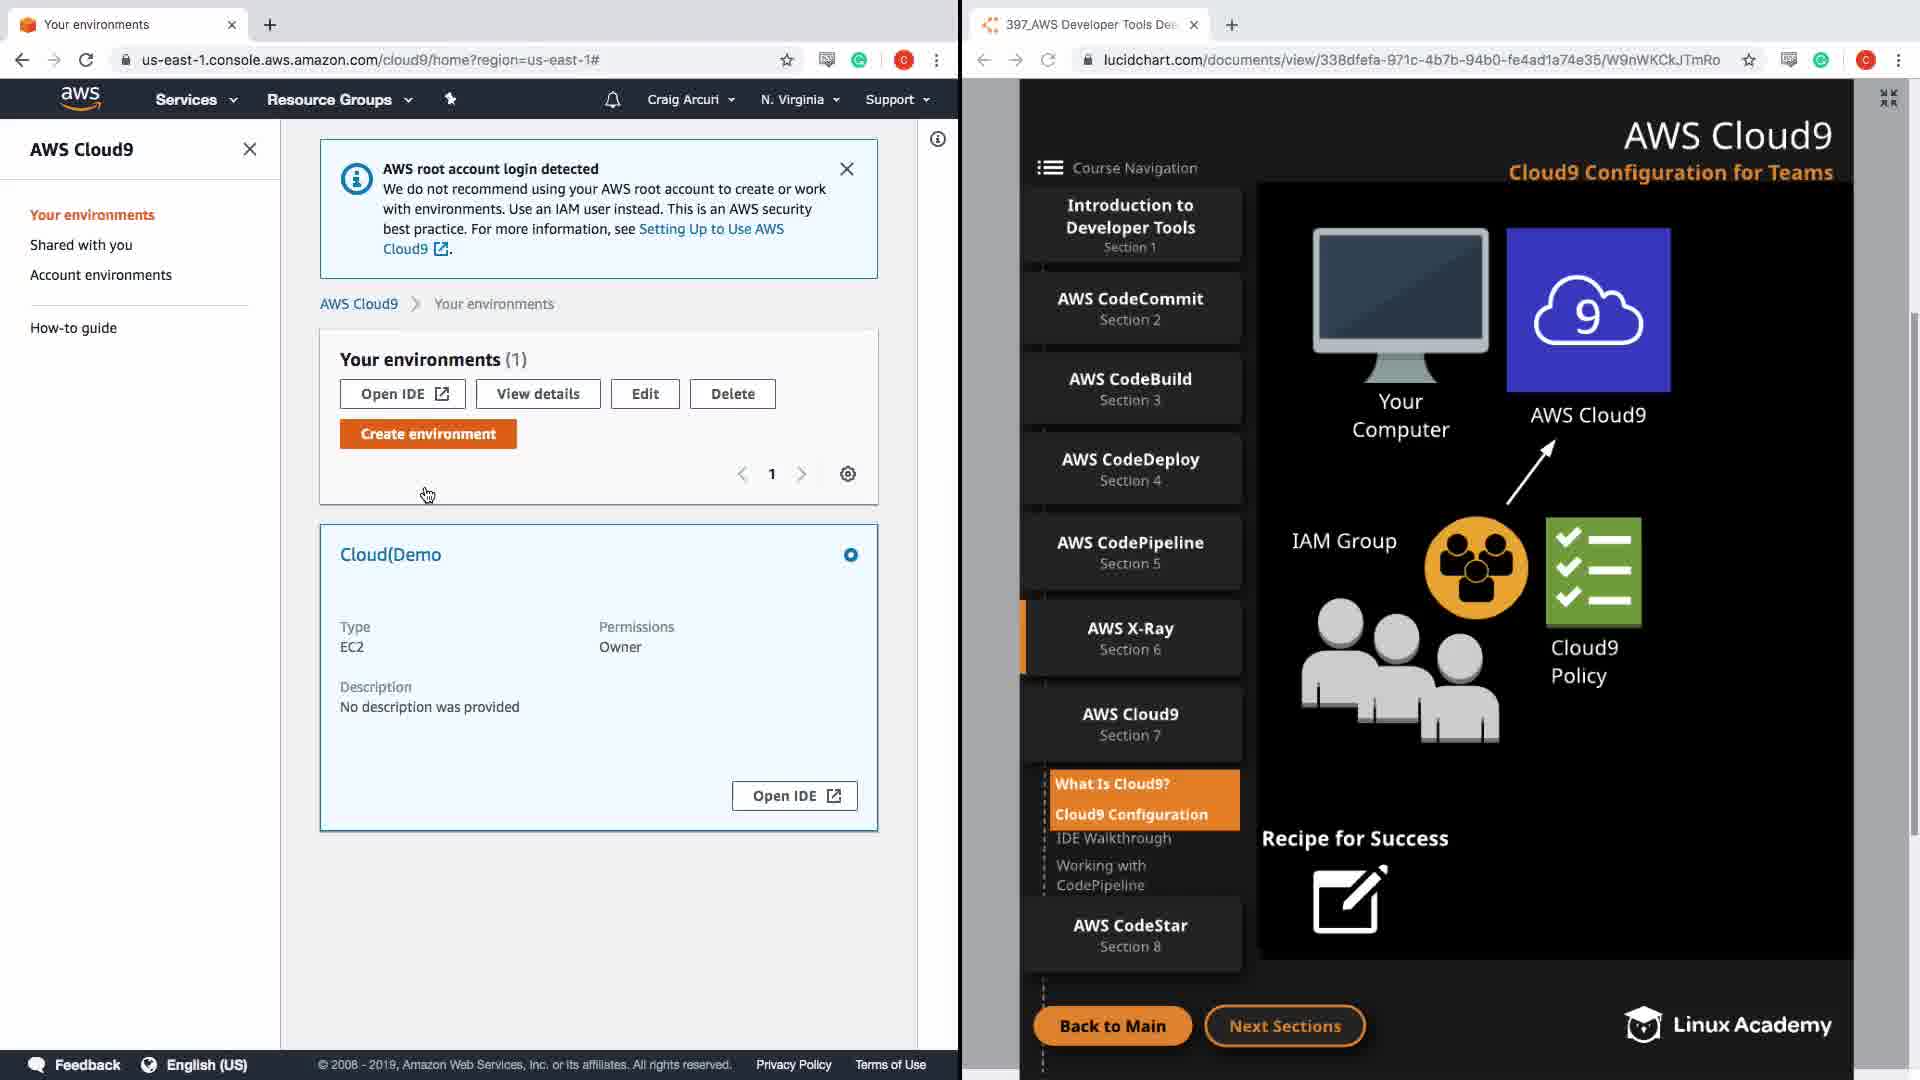 Your environments
us-east-1.console.aws.amazon.com/cloud9/home?region=us-east-1#
C
aws
Services
Resource Groups
Craig Arcuri
N. Virginia
Support
AWS Cloud9
Your environments
Shared with you
Account environments
How-to guide
AWS root account login detected
We do not recommend using your AWS root account to create or work
with environments. Use an IAM user instead. This is an AWS security
best practice. For more information, see Setting Up to Use AWS
Cloud9 .
AWS Cloud9
Your environments
Your environments (1)
Open IDE
View details
Edit
Delete
Create environment
1
Cloud(Demo
Type
EC2
Permissions
Owner
Description
No description was provided
Open IDE
Feedback
English (US)
© 2008 - 2019, Amazon Web Services, Inc. or its affiliates. All rights reserved.
Privacy Policy
Terms of Use
397_AWS Developer Tools Dee
lucidchart.com/documents/view/338dfefa-971c-4b7b-94b0-fe4ad1a74e35/W9nWKCkJTmRo
C
AWS Cloud9
Cloud9 Configuration for Teams
Course Navigation
Introduction to
Developer Tools
Section 1
AWS CodeCommit
Section 2
AWS CodeBuild
Section 3
AWS CodeDeploy
Section 4
AWS CodePipeline
Section 5
AWS X-Ray
Section 6
AWS Cloud9
Section 7
What Is Cloud9?
Cloud9 Configuration
IDE Walkthrough
Working with
CodePipeline
AWS CodeStar
Section 8
9
Your
Computer
AWS Cloud9
IAM Group
Cloud9
Policy
Recipe for Success
Back to Main
Next Sections
Linux Academy